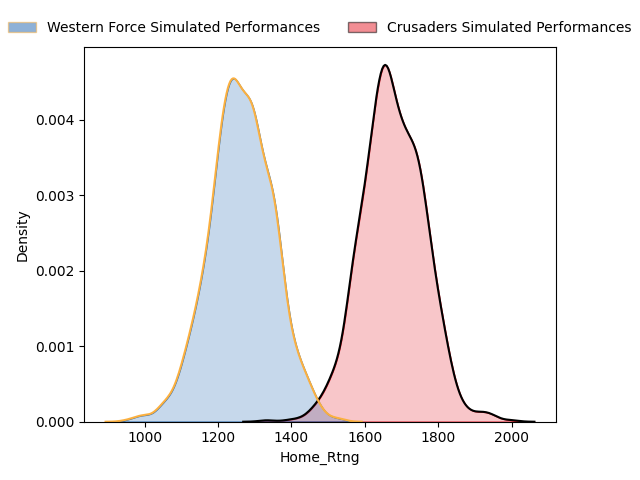 Western Force Simulated Performances Crusaders Simulated Performances
0.004
0.003
0.002
0.001
0.000
Density
1000 1200 1400 1600 1800 2000
Home_Rtng